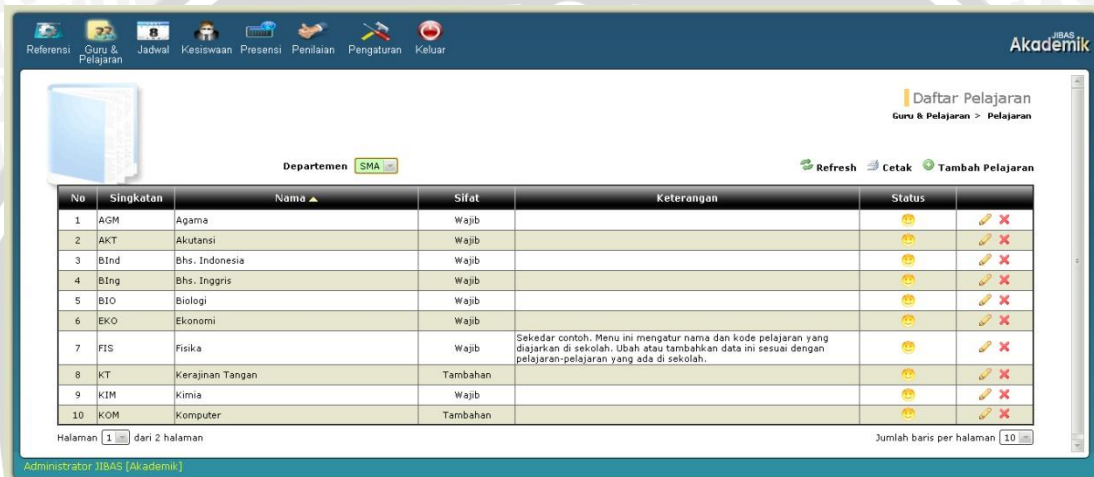 Referensi
Guru &
Pelajaran
Jadwal
8
Kesiswaan
Presensi
Penilaian
Pengaturan
Keluar
JIBAS
Akademik
Daftar Pelajaran
Guru & Pelajaran > Pelajaran
Departemen SMA
Refresh Cetak Tambah Pelajaran
No Singkatan Nama Sifat Keterangan Status
1 AGM Agama Wajib
2 AKT Akutansi Wajib
3 BInd Bhs. Indonesia Wajib
4 BIng Bhs. Inggris Wajib
5 BIO Biologi Wajib
6 EKO Ekonomi Wajib
7 FIS Fisika Wajib Sekedar contoh. Menu ini mengatur nama dan kode pelajaran yang
diajarkan di sekolah. Ubah atau tambahkan data ini sesuai dengan
pelajaran-pelajaran yang ada di sekolah.
8 KT Kerajinan Tangan Tambahan
9 KIM Kimia Wajib
10 KOM Komputer Tambahan
Halaman 1 dari 2 halaman Jumlah baris per halaman 10
Administrator JIBAS [Akademik]